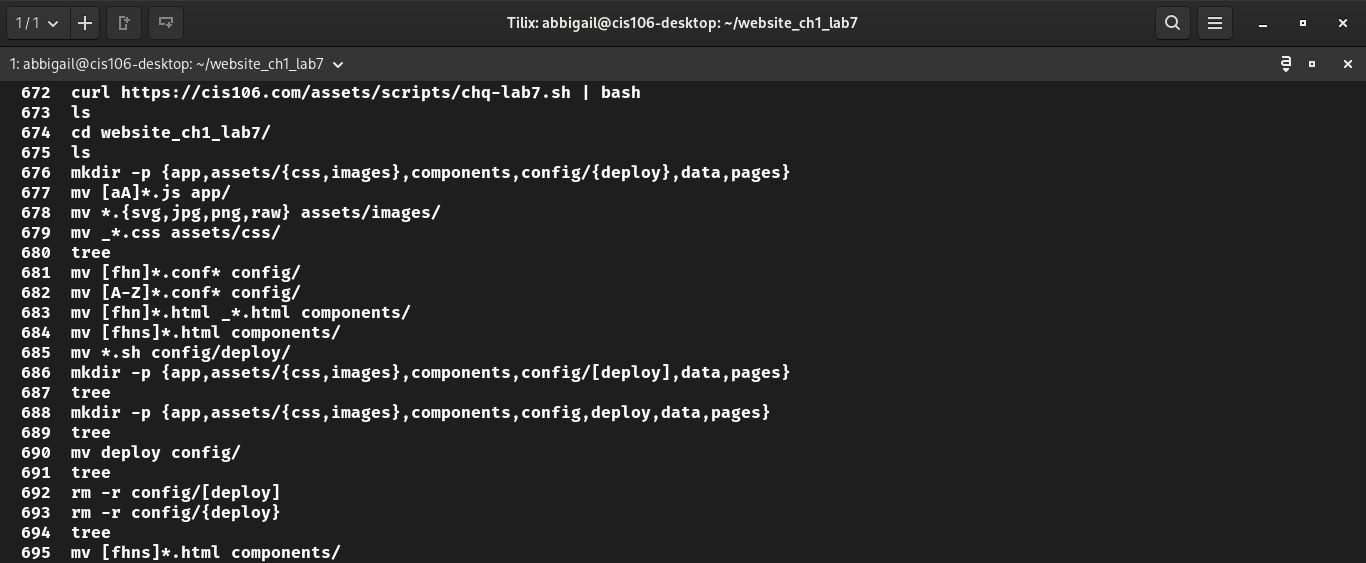 1 / 1
Tilix: abbigail@cis106-desktop: ~/website_ch1_lab7
1: abbigail@cis106-desktop: ~/website_ch1_lab7
672 curl https://cis106.com/assets/scripts/chq-lab7.sh | bash
673 ls
674 cd website_ch1_lab7/
675 ls
676 mkdir -p {app,assets/{css,images},components,config/{deploy},data,pages}
677 mv [aA]*.js app/
678 mv *.{svg,jpg,png,raw} assets/images/
679 mv _*.css assets/css/
680 tree
681 mv [fhn]*.conf* config/
682 mv [A-Z]*.conf* config/
683 mv [fhn]*.html _*.html components/
684 mv [fhns]*.html components/
685 mv *.sh config/deploy/
686 mkdir -p {app,assets/{css,images},components,config/[deploy],data,pages}
687 tree
688 mkdir -p {app,assets/{css,images},components,config,deploy,data,pages}
689 tree
690 mv deploy config/
691 tree
692 rm -r config/[deploy]
693 rm -r config/{deploy}
694 tree
695 mv [fhns]*.html components/